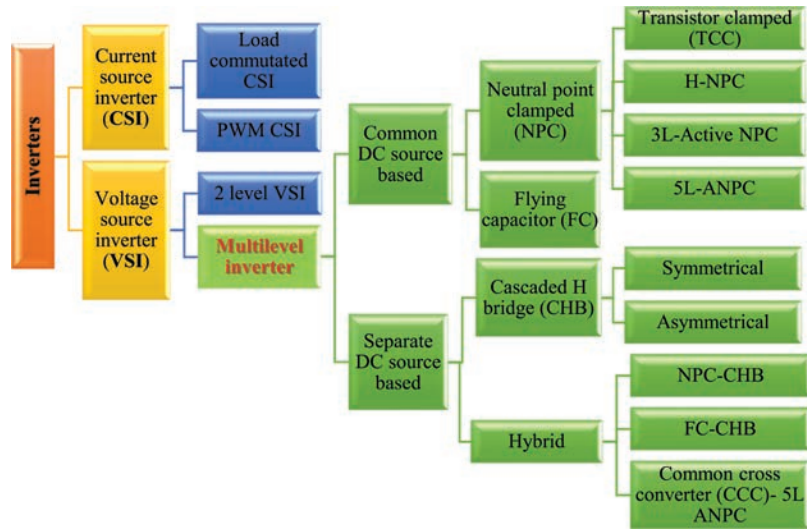 Inverters
Current source
inverter
(CSI)
Load
commutated
CSI
PWM CSI
Voltage
source
inverter
(VSI)
2 level VSI
Multilevel
inverter
Common
DC source
based
Neutral point
clamped
(NPC)
Transistor clamped
(TCC)
H-NPC
3L-Active NPC
5L-ANPC
Flying
capacitor (FC)
Separate
DC source
based
Cascaded H
bridge (CHB)
Symmetrical
Asymmetrical
Hybrid
NPC-CHB
FC-CHB
Common cross
converter (CCC)- 5L
ANPC